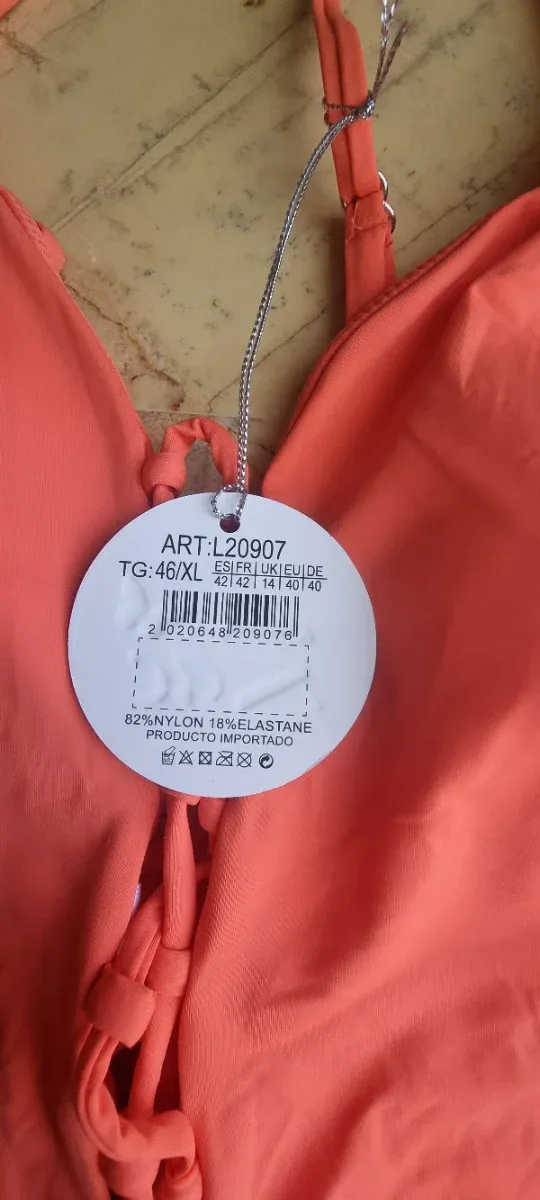 ART:L20907
TG:46/XL ES|FR|UK|EU|DE
42|42|14|40|40
2 020648 209076
82%NYLON 18%ELASTANE
PRODUCTO IMPORTADO